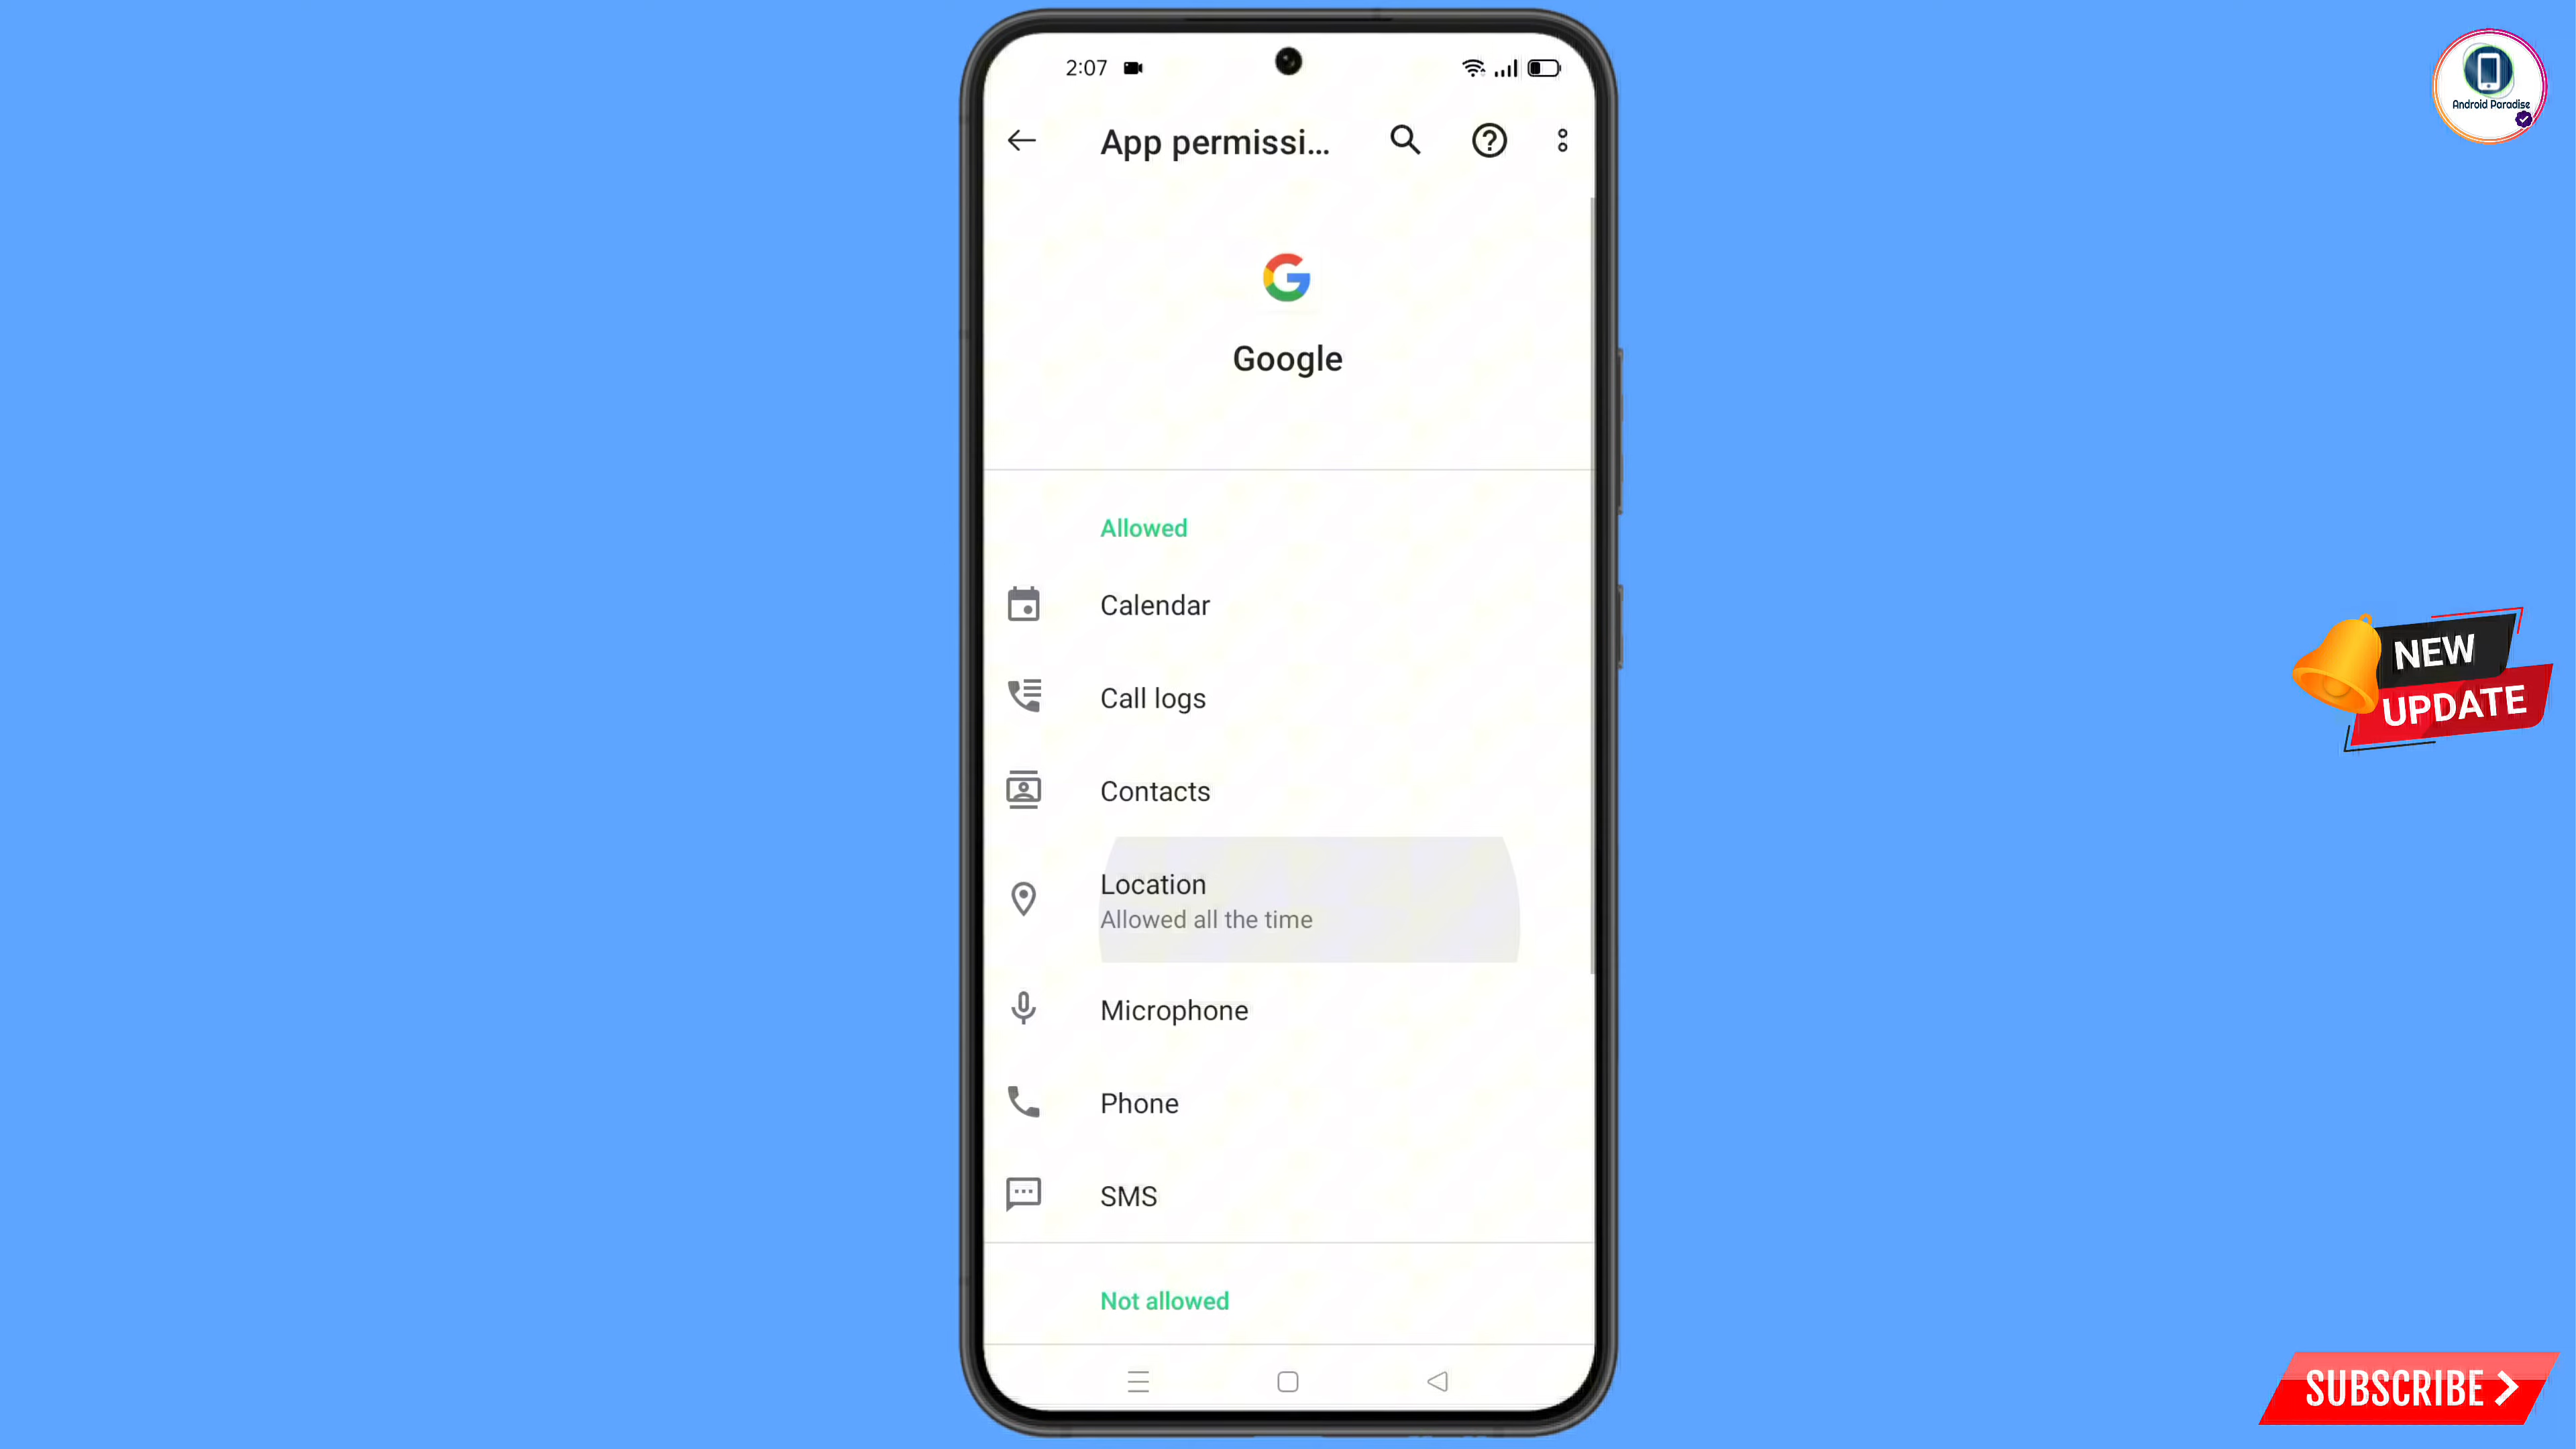 2:07
App permissi...
Google
Allowed
Calendar
Call logs
Contacts
Location
Allowed all the time
Microphone
Phone
SMS
Not allowed
Android Paradise
NEW
UPDATE
SUBSCRIBE